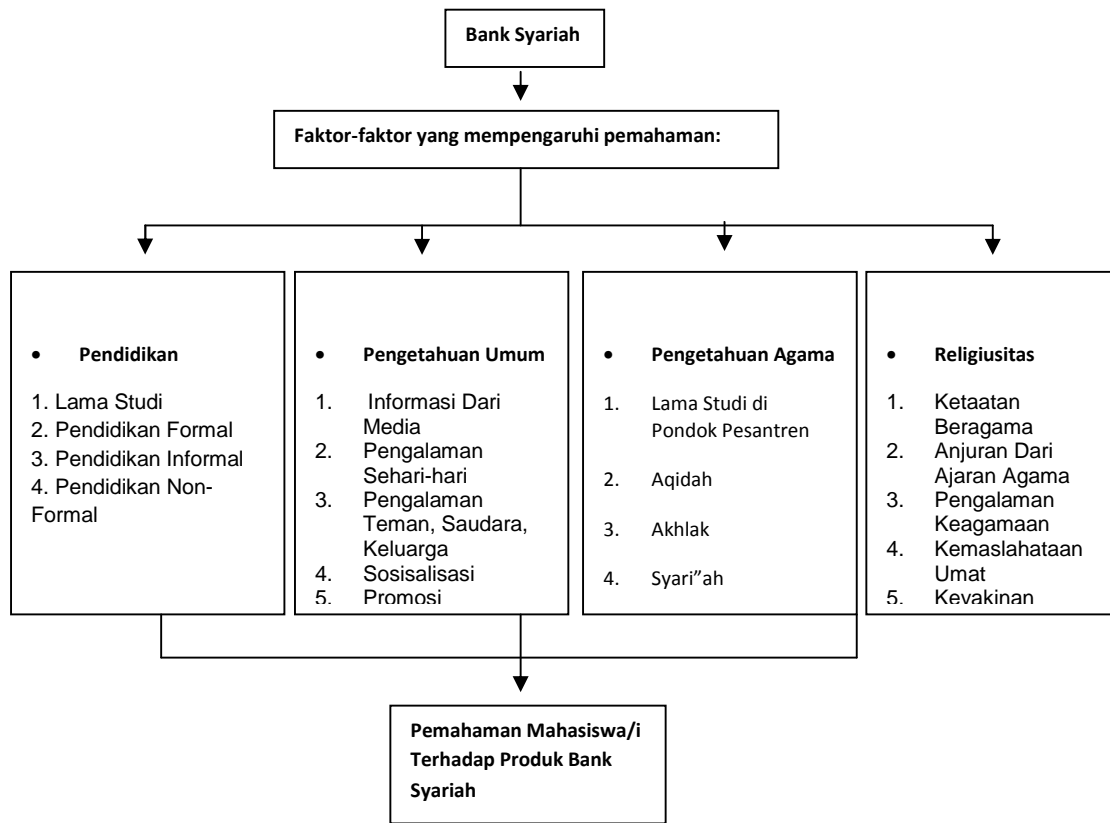 Bank Syariah
Faktor-faktor yang mempengaruhi pemahaman:
• Pendidikan
1. Lama Studi
2. Pendidikan Formal
3. Pendidikan Informal
4. Pendidikan Non-
Formal
• Pengetahuan Umum
1. Informasi Dari
Media
2. Pengalaman
Sehari-hari
3. Pengalaman
Teman, Saudara,
Keluarga
4. Sosisalisasi
5. Promosi
• Pengetahuan Agama
1. Lama Studi di
Pondok Pesantren
2. Aqidah
3. Akhlak
4. Syari”ah
• Religiusitas
1. Ketaatan
Beragama
2. Anjuran Dari
Ajaran Agama
3. Pengalaman
Keagamaan
4. Kemaslahataan
Umat
5. Keyakinan
Pemahaman Mahasiswa/i
Terhadap Produk Bank
Syariah